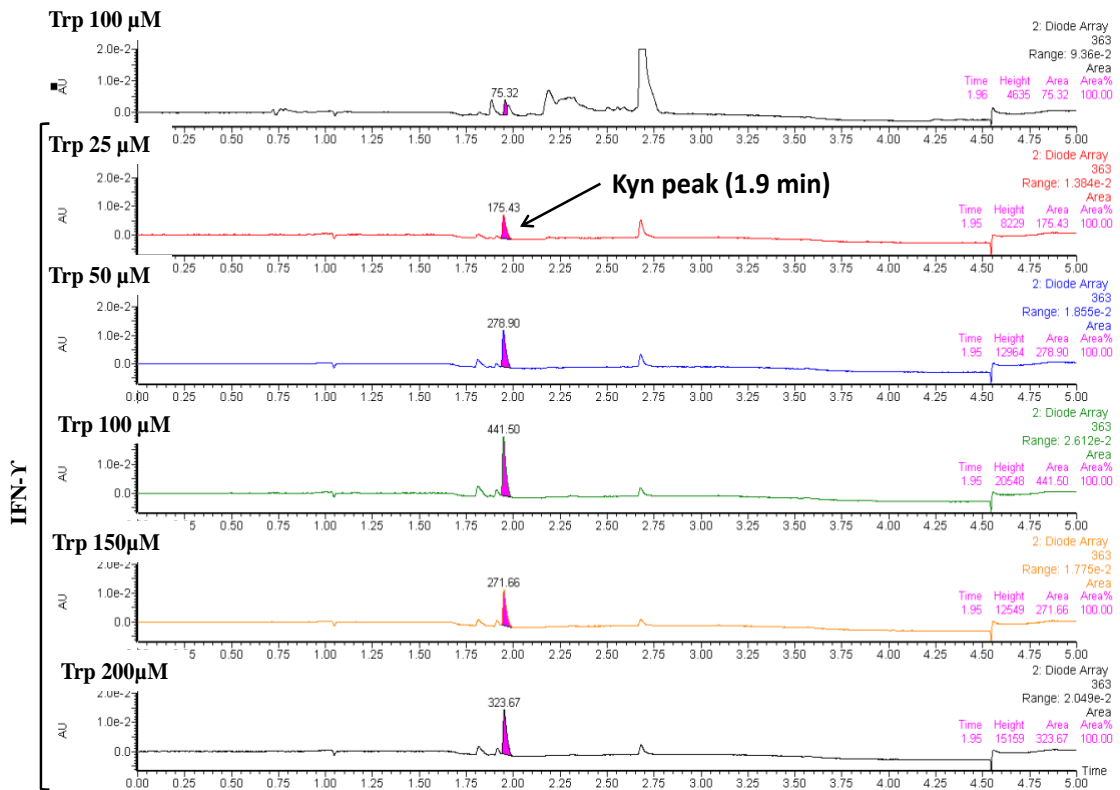 Trp 100 µM
2: Diode Array
363
Range: 9.36e-2
Area
Time Height Area Area%
1.96 4635 75.32 100.00
2.0e-2
1.0e-2
0.0
AU
75.32
0.25 0.50 0.75 1.00 1.25 1.50 1.75 2.00 2.25 2.50 2.75 3.00 3.25 3.50 3.75 4.00 4.25 4.50 4.75 5.00
IFN-ϒ
Trp 25 µM
2: Diode Array
363
Range: 1.384e-2
Area
Time Height Area Area%
1.95 8229 175.43 100.00
Kyn peak (1.9 min)
2.0e-2
1.0e-2
0.0
AU
175.43
0.25 0.50 0.75 1.00 1.25 1.50 1.75 2.00 2.25 2.50 2.75 3.00 3.25 3.50 3.75 4.00 4.25 4.50 4.75 5.00
Trp 50 µM
2: Diode Array
363
Range: 1.855e-2
Area
Time Height Area Area%
1.95 12964 278.90 100.00
2.0e-2
1.0e-2
0.0
AU
278.90
0.00 0.25 0.50 0.75 1.00 1.25 1.50 1.75 2.00 2.25 2.50 2.75 3.00 3.25 3.50 3.75 4.00 4.25 4.50 4.75 5.00
Trp 100 µM
2: Diode Array
363
Range: 2.612e-2
Area
Time Height Area Area%
1.95 20548 441.50 100.00
1.0e-2
0.0
AU
441.50
0.00 5 0.50 0.75 1.00 1.25 1.50 1.75 2.00 2.25 2.50 2.75 3.00 3.25 3.50 3.75 4.00 4.25 4.50 4.75 5.00
Trp 150µM
2: Diode Array
363
Range: 1.775e-2
Area
Time Height Area Area%
1.95 12549 271.66 100.00
2.0e-2
1.0e-2
0.0
AU
271.66
5 0.50 0.75 1.00 1.25 1.50 1.75 2.00 2.25 2.50 2.75 3.00 3.25 3.50 3.75 4.00 4.25 4.50 4.75 5.00
Trp 200µM
2: Diode Array
363
Range: 2.049e-2
Area
Time Height Area Area%
1.95 15159 323.67 100.00
2.0e-2
1.0e-2
0.0
AU
323.67
Time
0.00 0.25 0.50 0.75 1.00 1.25 1.50 1.75 2.00 2.25 2.50 2.75 3.00 3.25 3.50 3.75 4.00 4.25 4.50 4.75 5.00